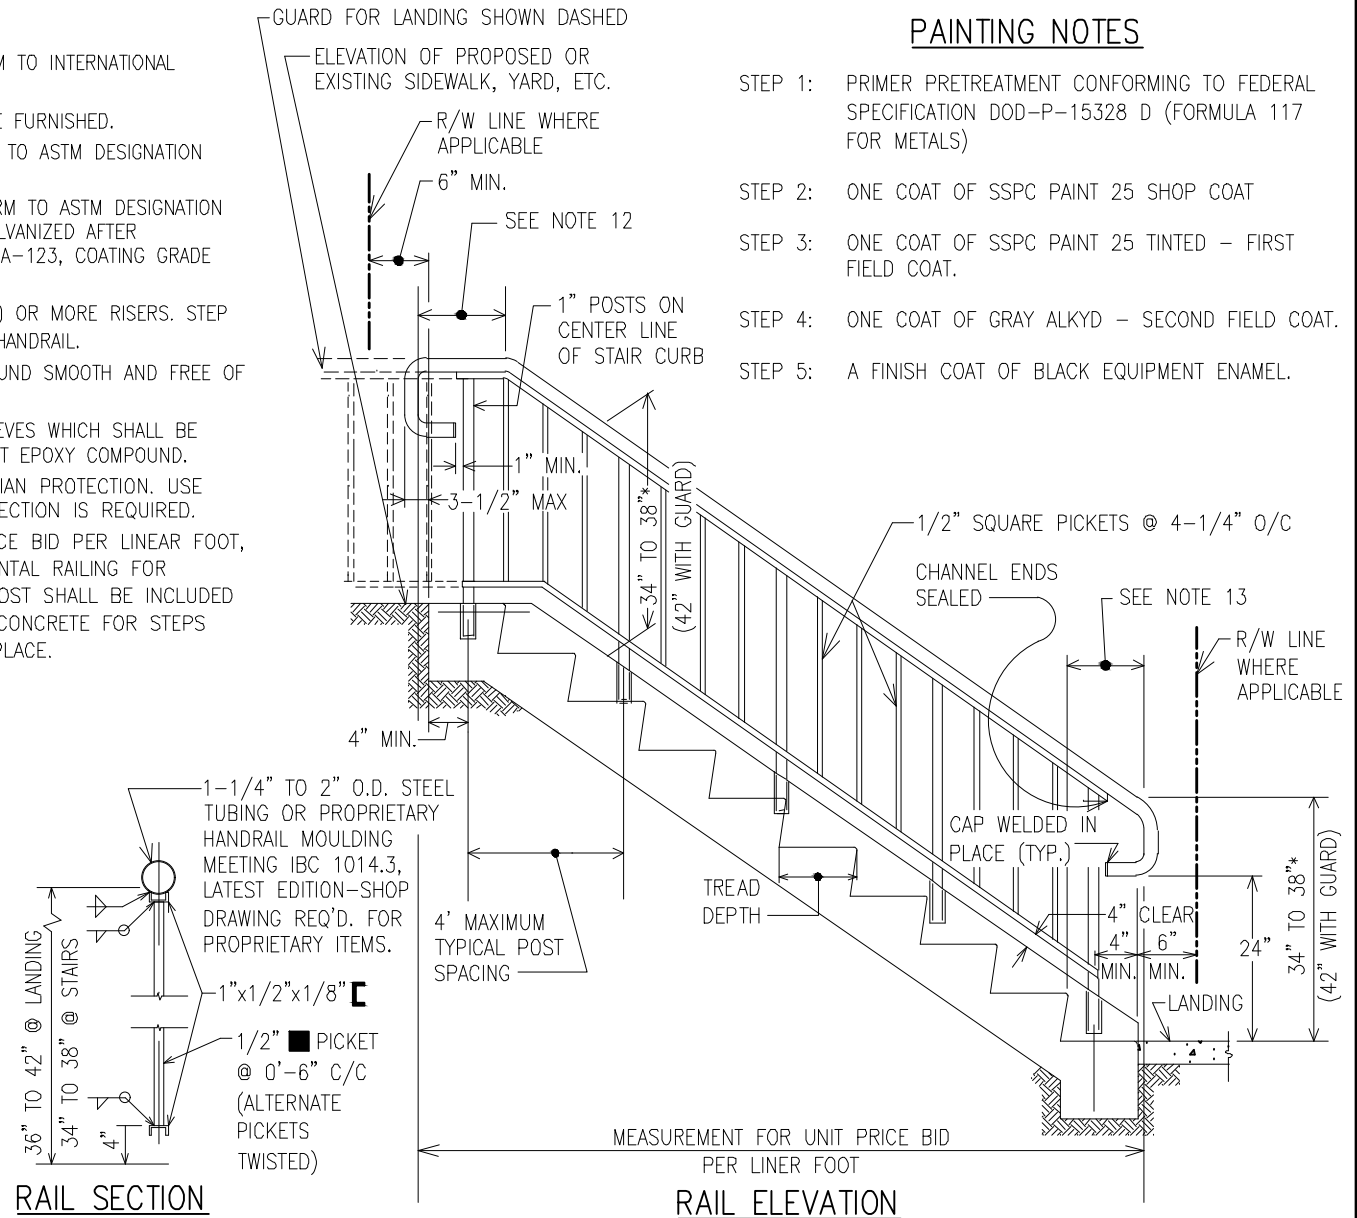 M TO INTERNATIONAL
E FURNISHED.
TO ASTM DESIGNATION
RM TO ASTM DESIGNATION
LVANIZED AFTER
A-123, COATING GRADE
) OR MORE RISERS. STEP
HANDRAIL.
UND SMOOTH AND FREE OF
EVES WHICH SHALL BE
T EPOXY COMPOUND.
IAN PROTECTION. USE
ECTION IS REQUIRED.
CE BID PER LINEAR FOOT,
NTAL RAILING FOR
OST SHALL BE INCLUDED
CONCRETE FOR STEPS
PLACE.
GUARD FOR LANDING SHOWN DASHED
ELEVATION OF PROPOSED OR
EXISTING SIDEWALK, YARD, ETC.
R/W LINE WHERE
APPLICABLE
6" MIN.
SEE NOTE 12
1" POSTS ON
CENTER LINE
OF STAIR CURB
PAINTING NOTES
STEP 1: PRIMER PRETREATMENT CONFORMING TO FEDERAL
SPECIFICATION DOD-P-15328 D (FORMULA 117
FOR METALS)
STEP 2: ONE COAT OF SSPC PAINT 25 SHOP COAT
STEP 3: ONE COAT OF SSPC PAINT 25 TINTED - FIRST
FIELD COAT.
STEP 4: ONE COAT OF GRAY ALKYD - SECOND FIELD COAT.
STEP 5: A FINISH COAT OF BLACK EQUIPMENT ENAMEL.
1" MIN.
3-1/2" MAX
34" TO 38"*
(42" WITH GUARD)
1/2" SQUARE PICKETS @ 4-1/4" O/C
CHANNEL ENDS
SEALED
SEE NOTE 13
R/W LINE
WHERE
APPLICABLE
4" MIN.
CAP WELDED IN
PLACE (TYP.)
TREAD
DEPTH
4' MAXIMUM
TYPICAL POST
SPACING
4" CLEAR
4" MIN.
6" MIN.
24"
34" TO 38"*
(42" WITH GUARD)
LANDING
1-1/4" TO 2" O.D. STEEL
TUBING OR PROPRIETARY
HANDRAIL MOULDING
MEETING IBC 1014.3,
LATEST EDITION-SHOP
DRAWING REQ'D. FOR
PROPRIETARY ITEMS.
1"x1/2"x1/8"
1/2" PICKET
@ 0'-6" C/C
(ALTERNATE
PICKETS
TWISTED)
36" TO 42" @ LANDING
34" TO 38" @ STAIRS
4"
MEASUREMENT FOR UNIT PRICE BID
PER LINER FOOT
RAIL SECTION
RAIL ELEVATION